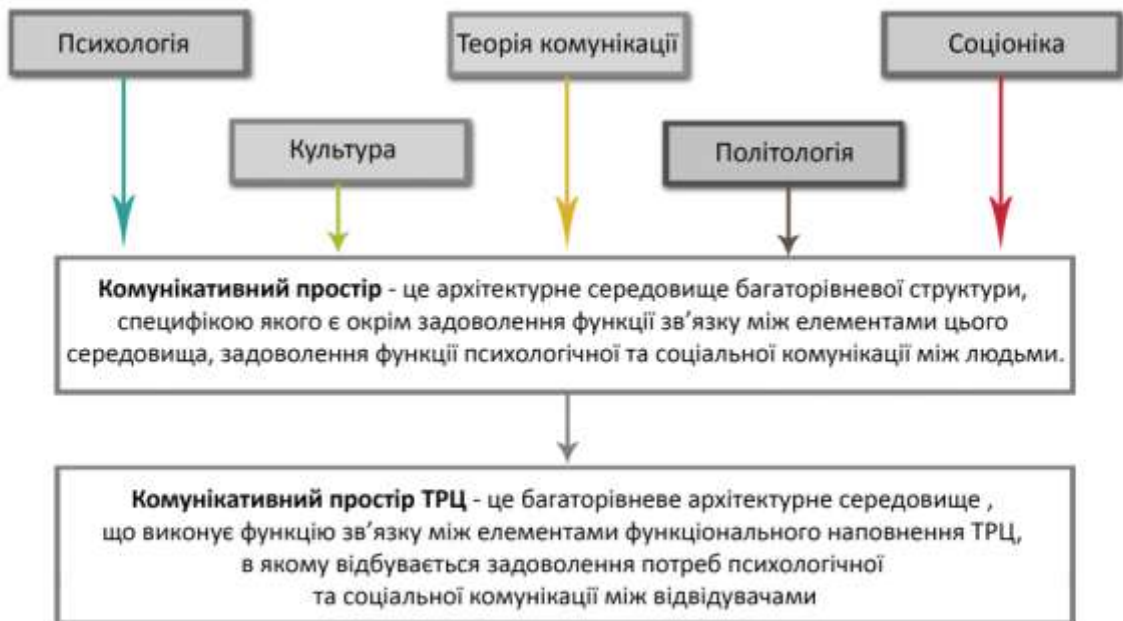 Психологія
Теорія комунікації
Соціоніка
Культура
Політологія
Комунікативний простір - це архітектурне середовище багаторівневої структури,
специфікою якого є окрім задоволення функції зв’язку між елементами цього
середовища, задоволення функції психологічної та соціальної комунікації між людьми.
Комунікативний простір ТРЦ - це багаторівневе архітектурне середовище ,
що виконує функцію зв’язку між елементами функціонального наповнення ТРЦ,
в якому відбувається задоволення потреб психологічної
та соціальної комунікації між відвідувачами